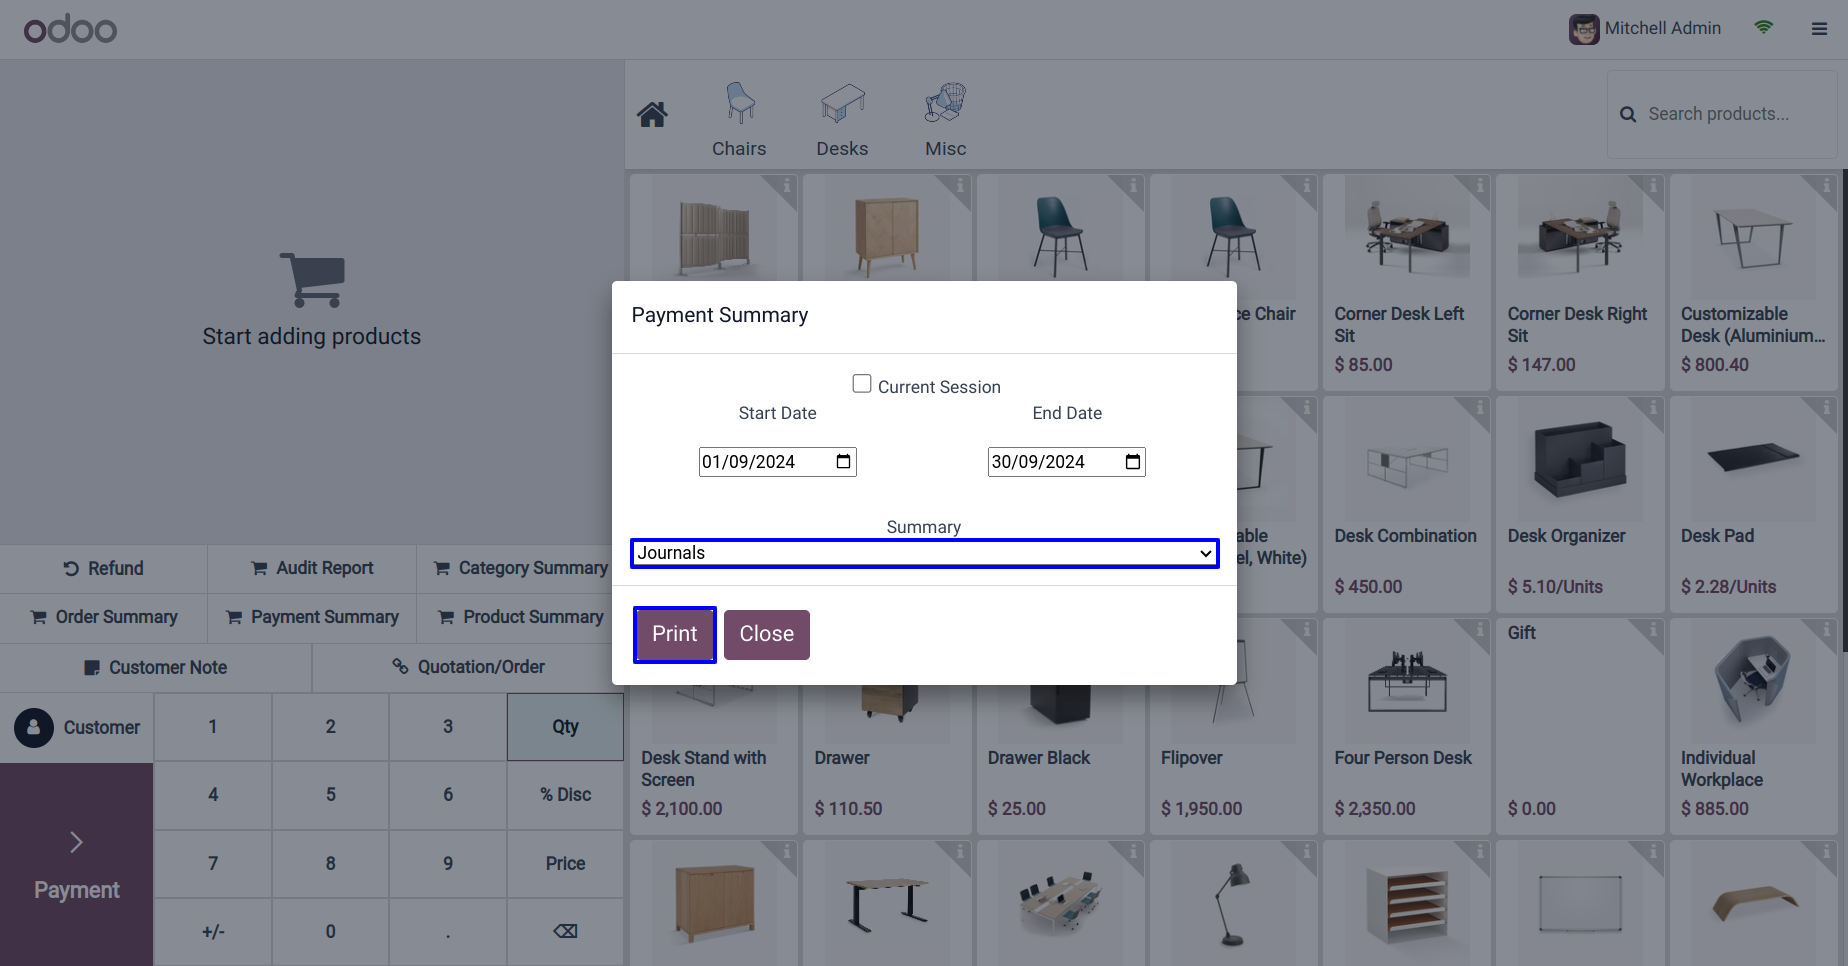 odoo
Mitchell Admin
Chairs
Desks
Misc
Search products...
Start adding products
Payment Summary
Current Session
Start Date
End Date
01/09/2024
30/09/2024
Summary
Journals
Print
Close
ce Chair
Corner Desk Left
Sit
$ 85.00
Corner Desk Right
Sit
$ 147.00
Customizable
Desk (Aluminium...
$ 800.40
able
el, White)
Desk Combination
$ 450.00
Desk Organizer
$ 5.10/Units
Desk Pad
$ 2.28/Units
Refund
Audit Report
Category Summary
Order Summary
Payment Summary
Product Summary
Customer Note
Quotation/Order
Customer
1
2
3
Qty
4
5
6
% Disc
7
8
9
Price
+/-
0
.
Payment
Desk Stand with
Screen
$ 2,100.00
Drawer
$ 110.50
Drawer Black
$ 25.00
Flipover
$ 1,950.00
Four Person Desk
$ 2,350.00
Gift
$ 0.00
Individual
Workplace
$ 885.00